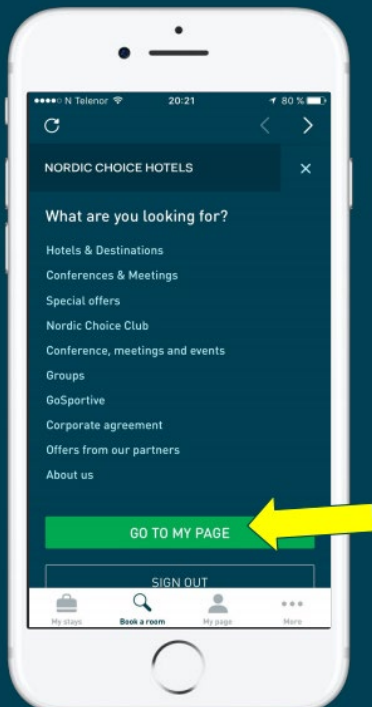 N Telenor 20:21 80 %
NORDIC CHOICE HOTELS ×
What are you looking for?
Hotels & Destinations
Conferences & Meetings
Special offers
Nordic Choice Club
Conference, meetings and events
Groups
GoSportive
Corporate agreement
Offers from our partners
About us
GO TO MY PAGE
SIGN OUT
My stays Book a room My page More